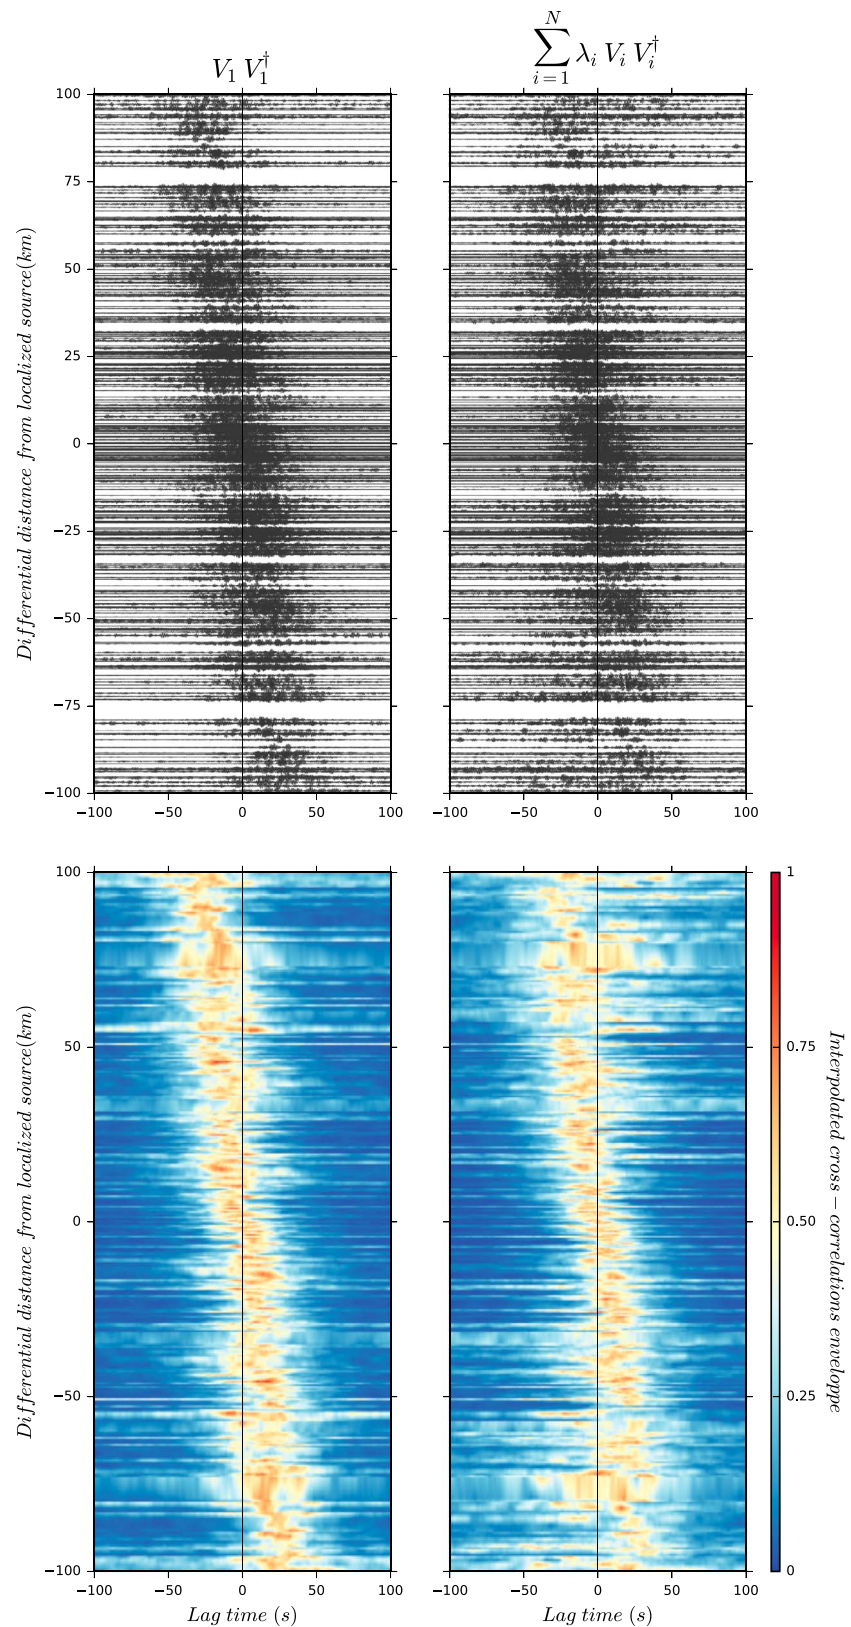 V₁ V₁†
N
∑ λᵢ Vᵢ Vᵢ†
i=1
Differential distance from localized source(km)
100
75
50
25
0
−25
−50
−75
−100
−100 −50 0 50 100
−100 −50 0 50 100
Differential distance from localized source(km)
100
50
0
−50
−100
−100 −50 0 50 100
−100 −50 0 50 100
Lag time (s)
Lag time (s)
1
0.75
0.50
0.25
0
Interpolated cross − correlations enveloppe